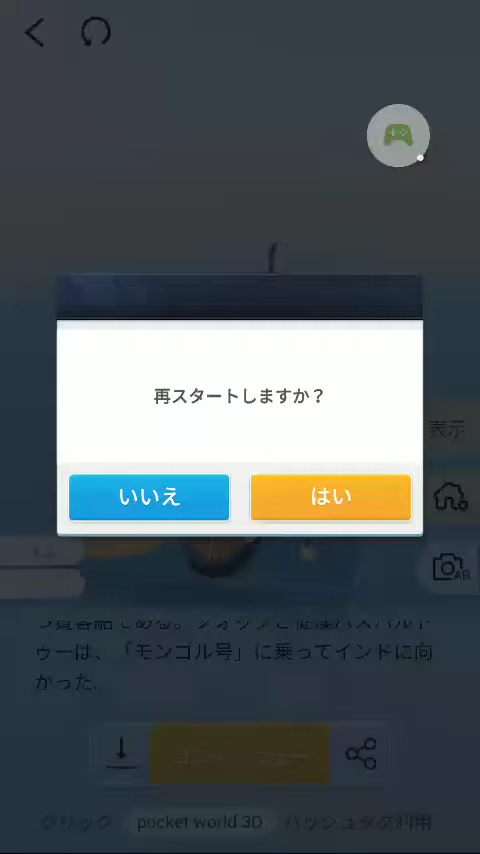 再スタートしますか？
表示
いいえ
はい
AR
ゥーは、「モンゴル号」に乗ってインドに向
かった.
クリック pocket world 3D ハッシュタグ利用